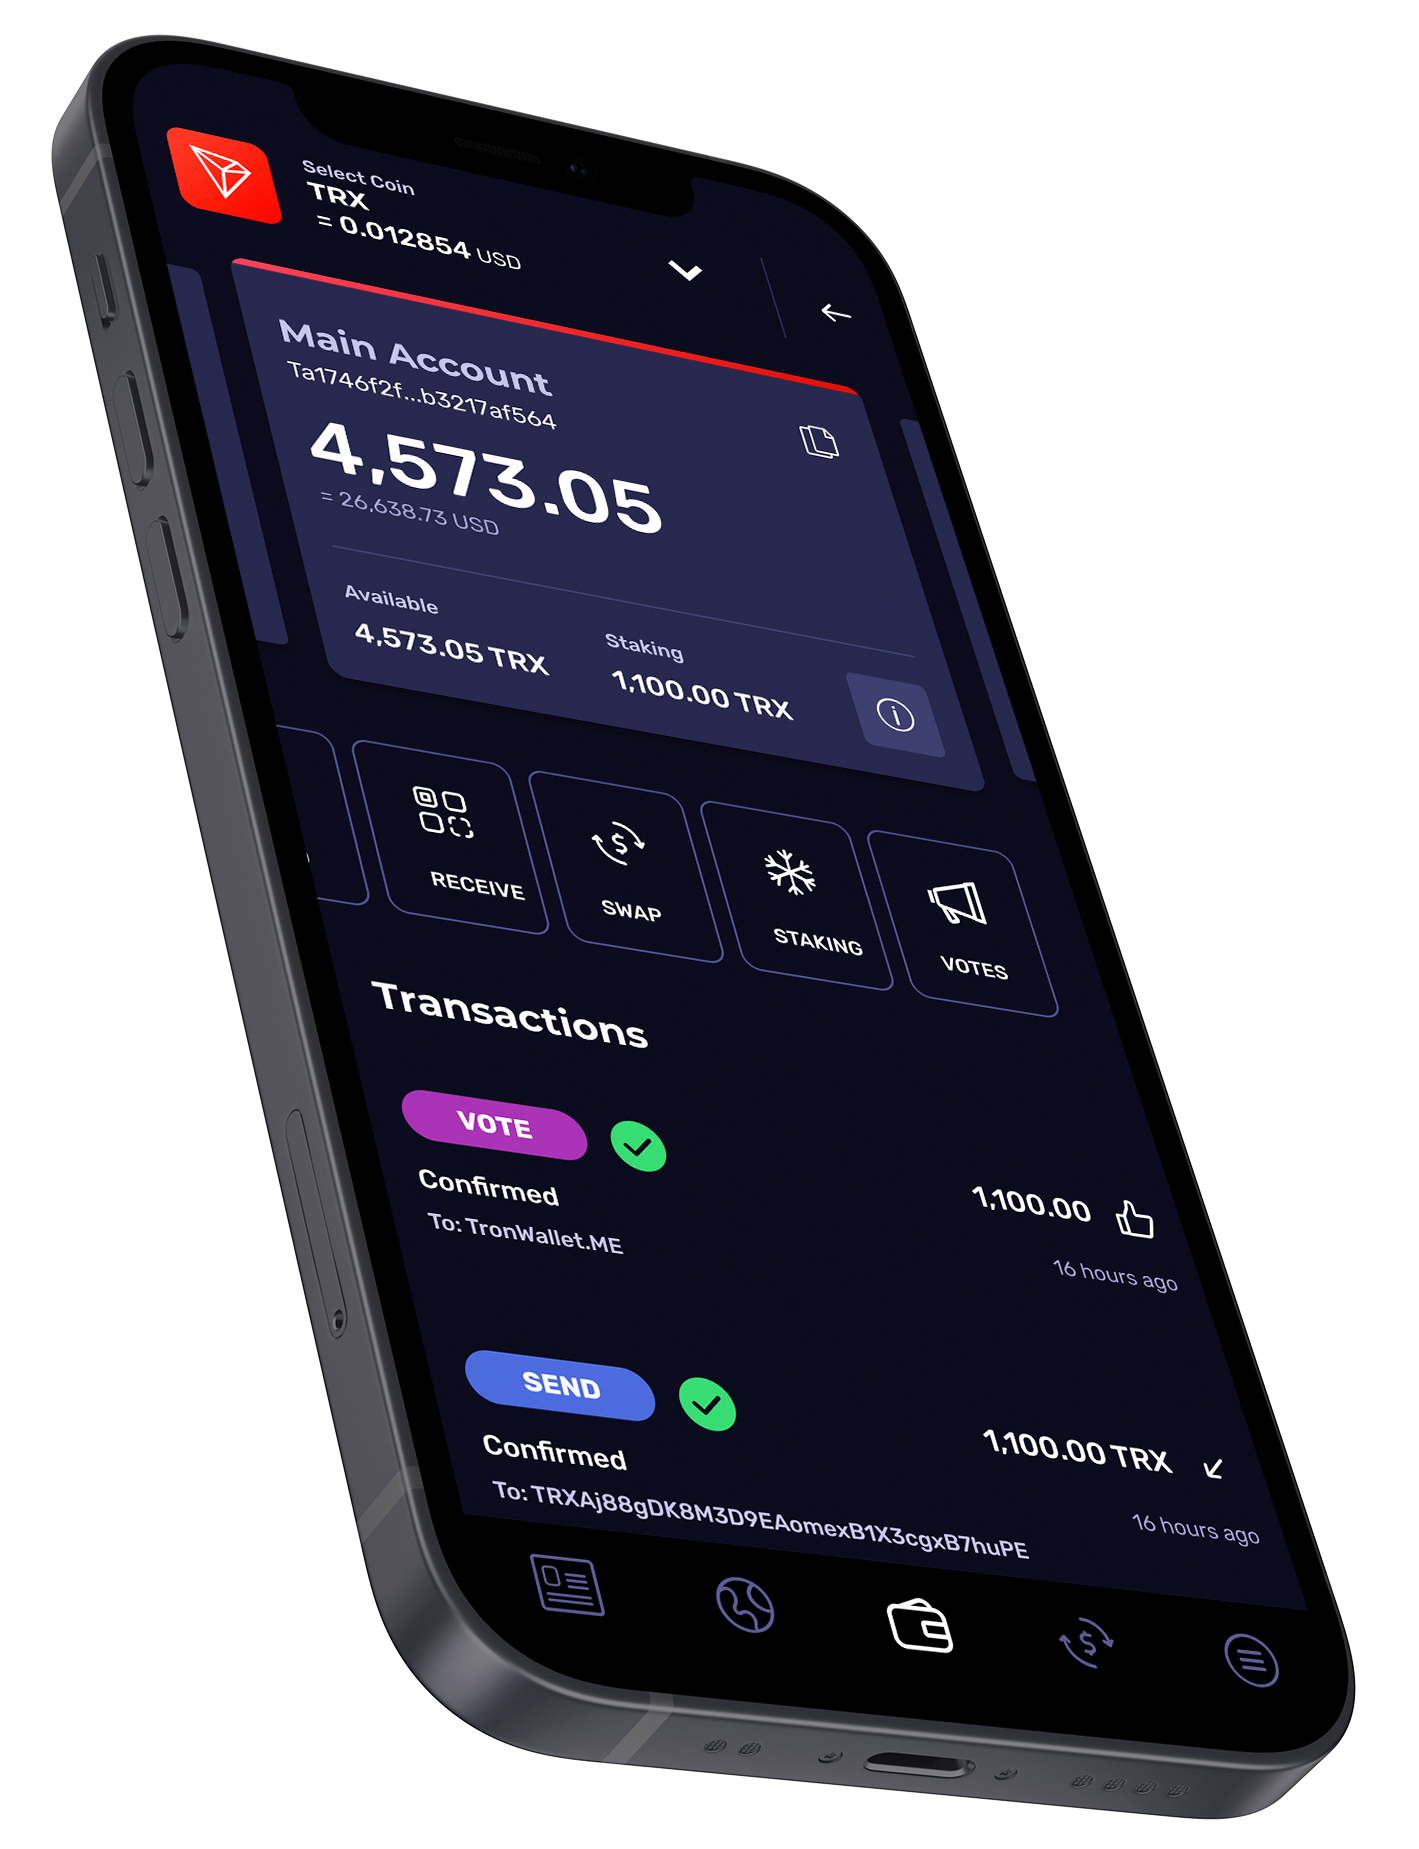 Select Coin
TRX
= 0.012854 USD
Main Account
Ta1746f2f...b3217af564
4,573.05
= 26,638.73 USD
Available
4,573.05 TRX
Staking
1,100.00 TRX
RECEIVE
SWAP
STAKING
VOTES
Transactions
VOTE
Confirmed
To: TronWallet.ME
1,100.00
16 hours ago
SEND
Confirmed
To: TRXAj88gDK8M3D9EAomexB1X3cgxB7huPE
1,100.00 TRX
16 hours ago